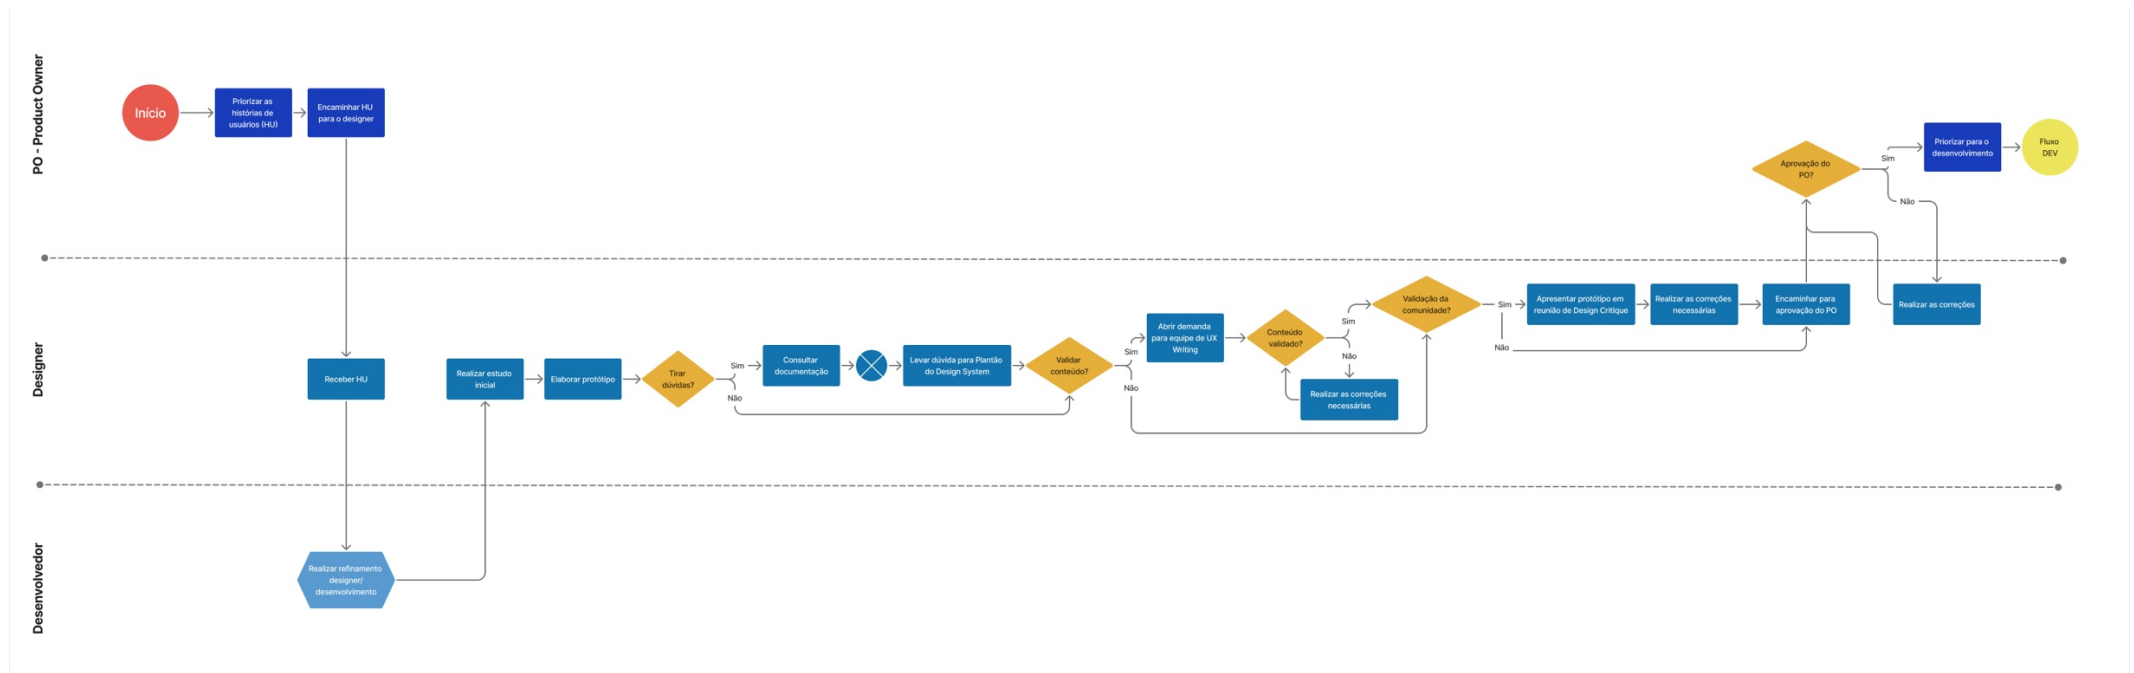 PO - Product Owner
Início
Priorizar as
histórias de
usuários (HU)
Encaminhar HU
para o designer
Aprovação do
PO?
Sim
Não
Priorizar para o
desenvolvimento
Fluxo
DEV
Designer
Receber HU
Realizar estudo
inicial
Elaborar protótipo
Tirar
dúvidas?
Sim
Não
Consultar
documentação
Levar dúvida para Plantão
do Design System
Validar
conteúdo?
Sim
Não
Abrir demanda
para equipe de UX
Writing
Conteúdo
validado?
Sim
Não
Realizar as correções
necessárias
Validação da
comunidade?
Sim
Não
Apresentar protótipo em
reunião de Design Critique
Realizar as correções
necessárias
Encaminhar para
aprovação do PO
Realizar as correções
Desenvolvedor
Realizar refinamento
designer/
desenvolvimento